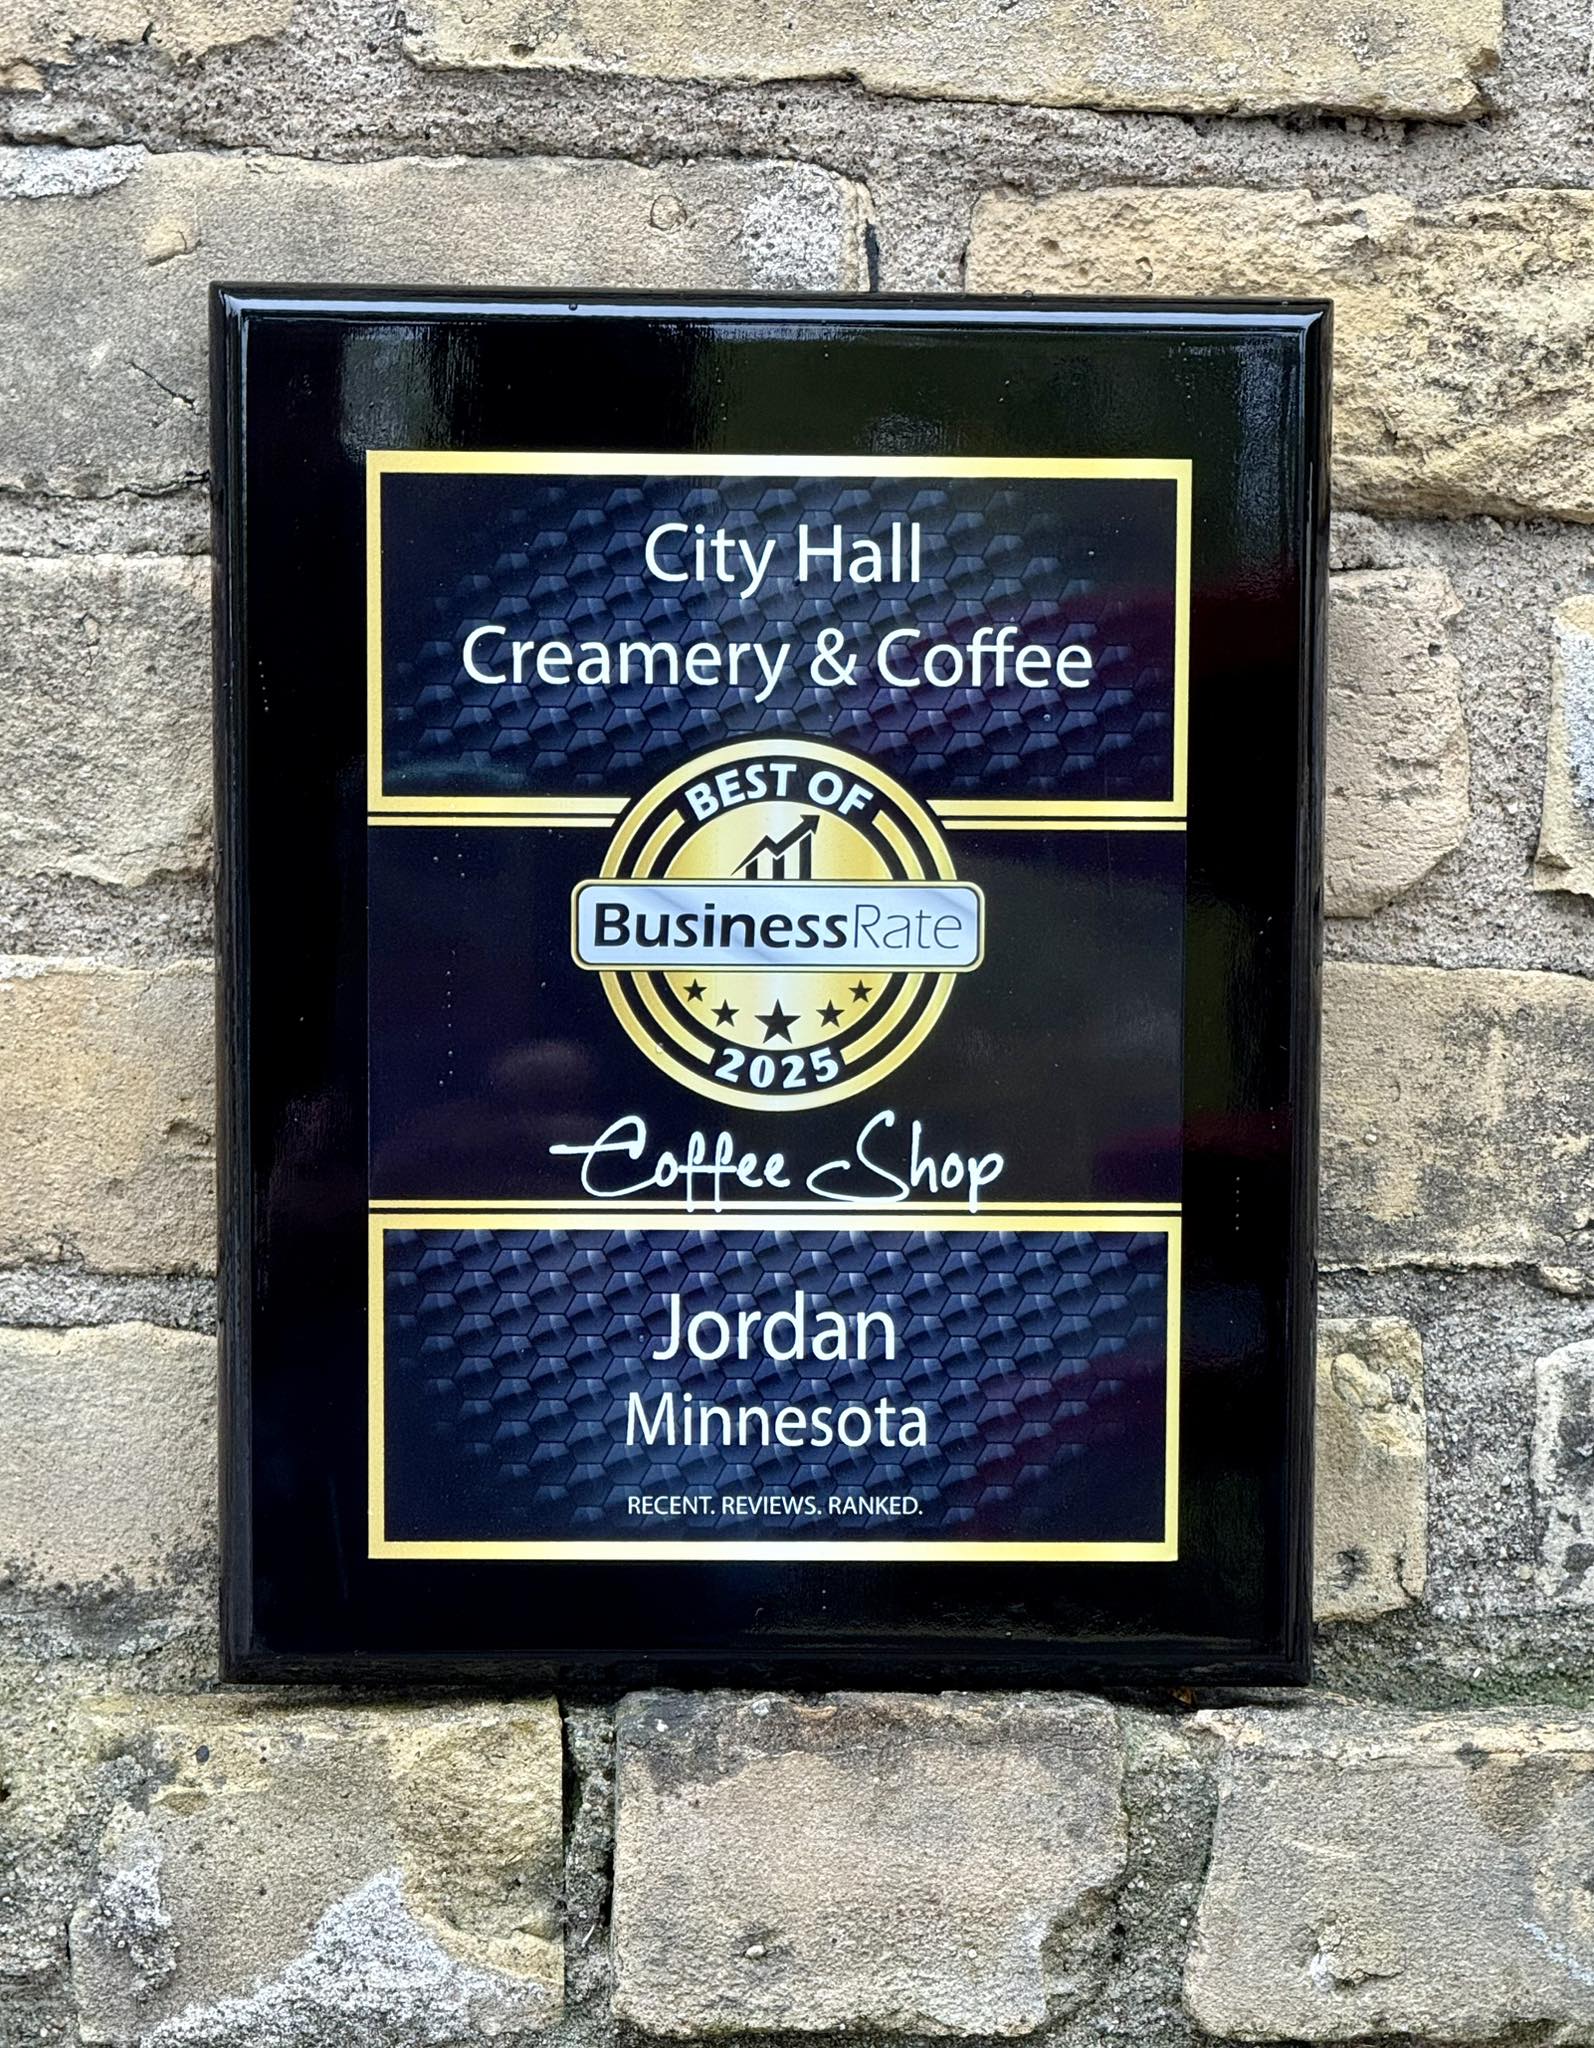 City Hall
Creamery & Coffee
BEST OF
BusinessRate
2025
Coffee Shop
Jordan
Minnesota
RECENT. REVIEWS. RANKED.